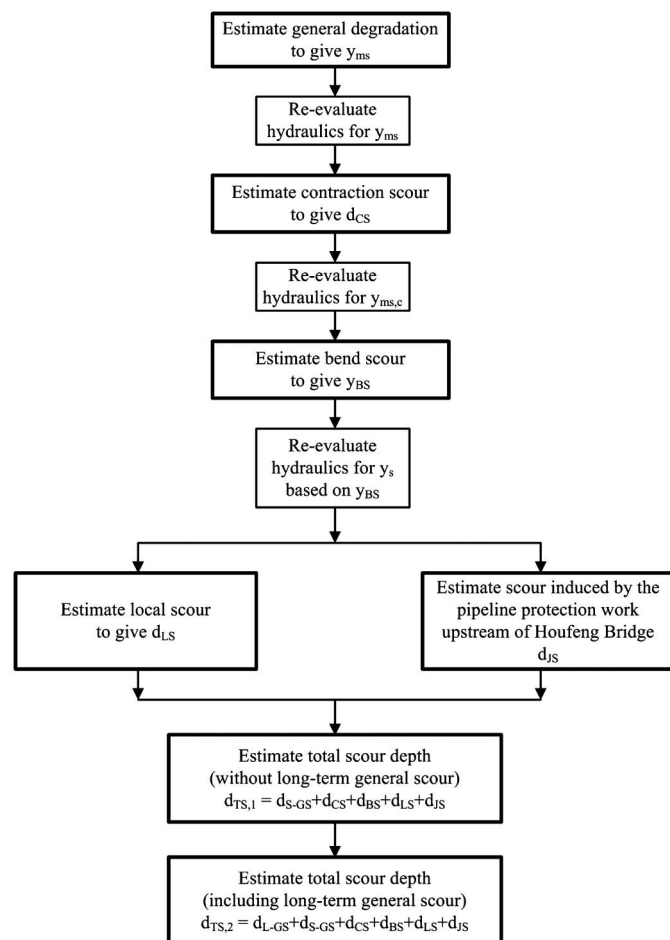 Estimate general degradation
to give yms
Re-evaluate
hydraulics for yms
Estimate contraction scour
to give dCS
Re-evaluate
hydraulics for yms,c
Estimate bend scour
to give yBS
Re-evaluate
hydraulics for ys
based on yBS
Estimate local scour
to give dLS
Estimate scour induced by the
pipeline protection work
upstream of Houfeng Bridge
dJS
Estimate total scour depth
(without long-term general scour)
dTS,1 = dS-GS+dCS+dBS+dLS+dJS
Estimate total scour depth
(including long-term general scour)
dTS,2 = dL-GS+dS-GS+dCS+dBS+dLS+dJS